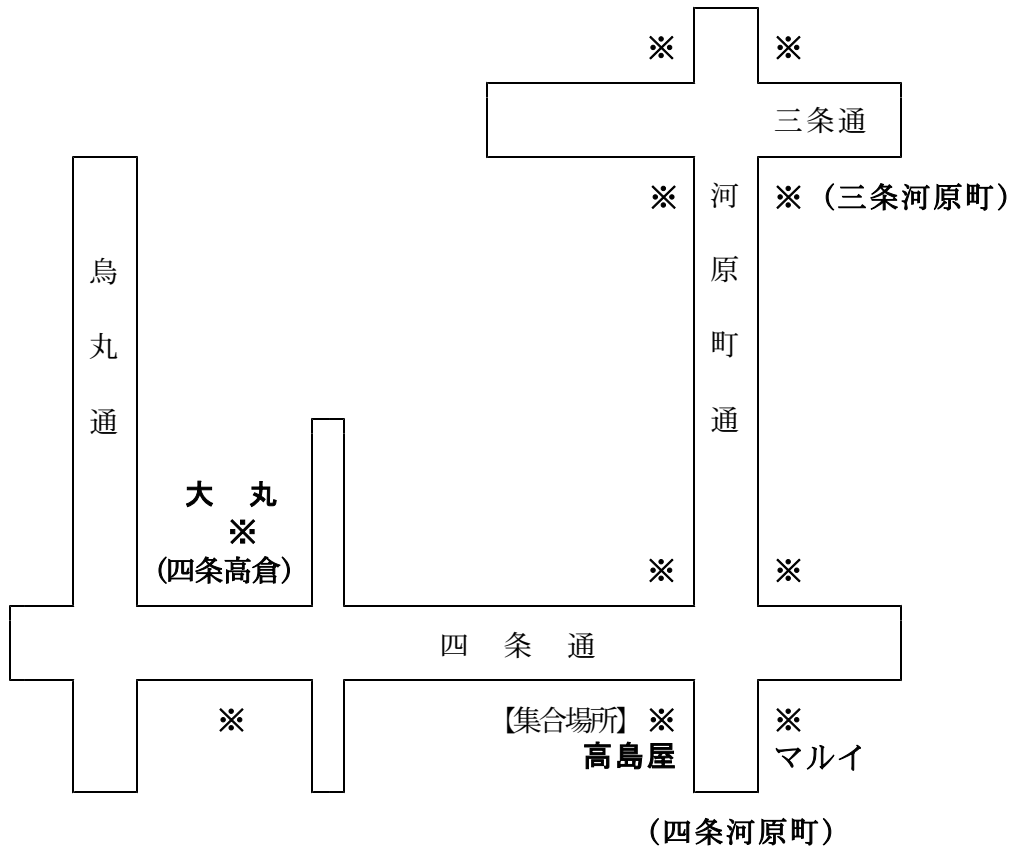 ※ ※
三条通
※ ※ (三条河原町)
河原町通
烏丸通
大 丸
※
(四条高倉)
※ ※
四 条 通
※ 【集合場所】 ※ ※
高島屋 マルイ
(四条河原町)